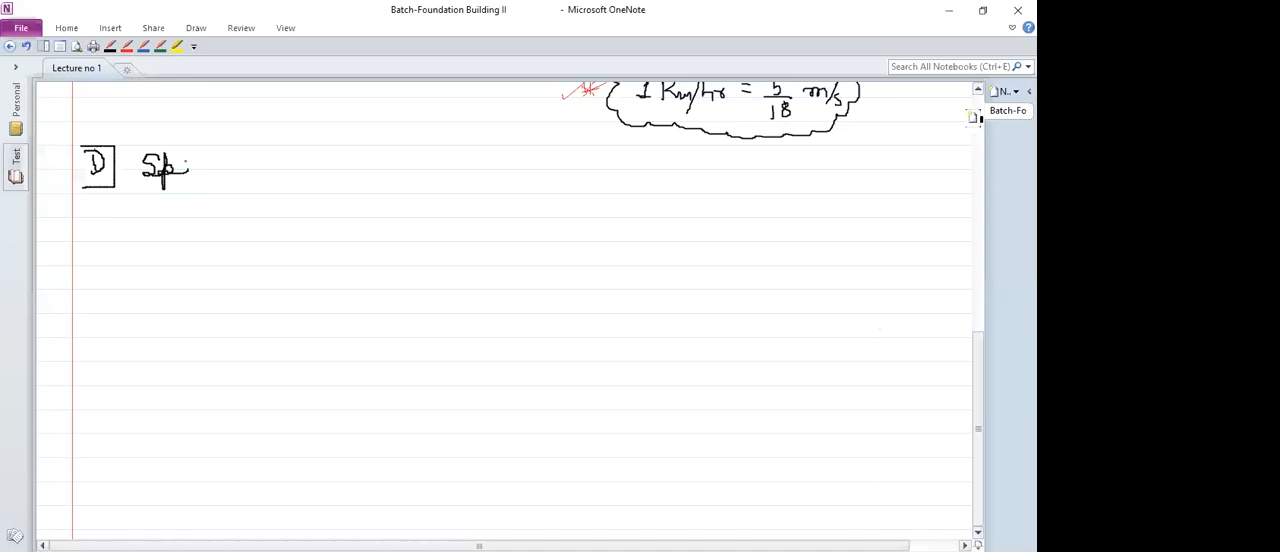 Batch-Foundation Building II - Microsoft OneNote
File Home Insert Share Draw Review View
Lecture no 1
Search All Notebooks (Ctrl+E)
Personal
Test
N..
Batch-Fo
1 Km/hr = 5/18 m/s
D Sp